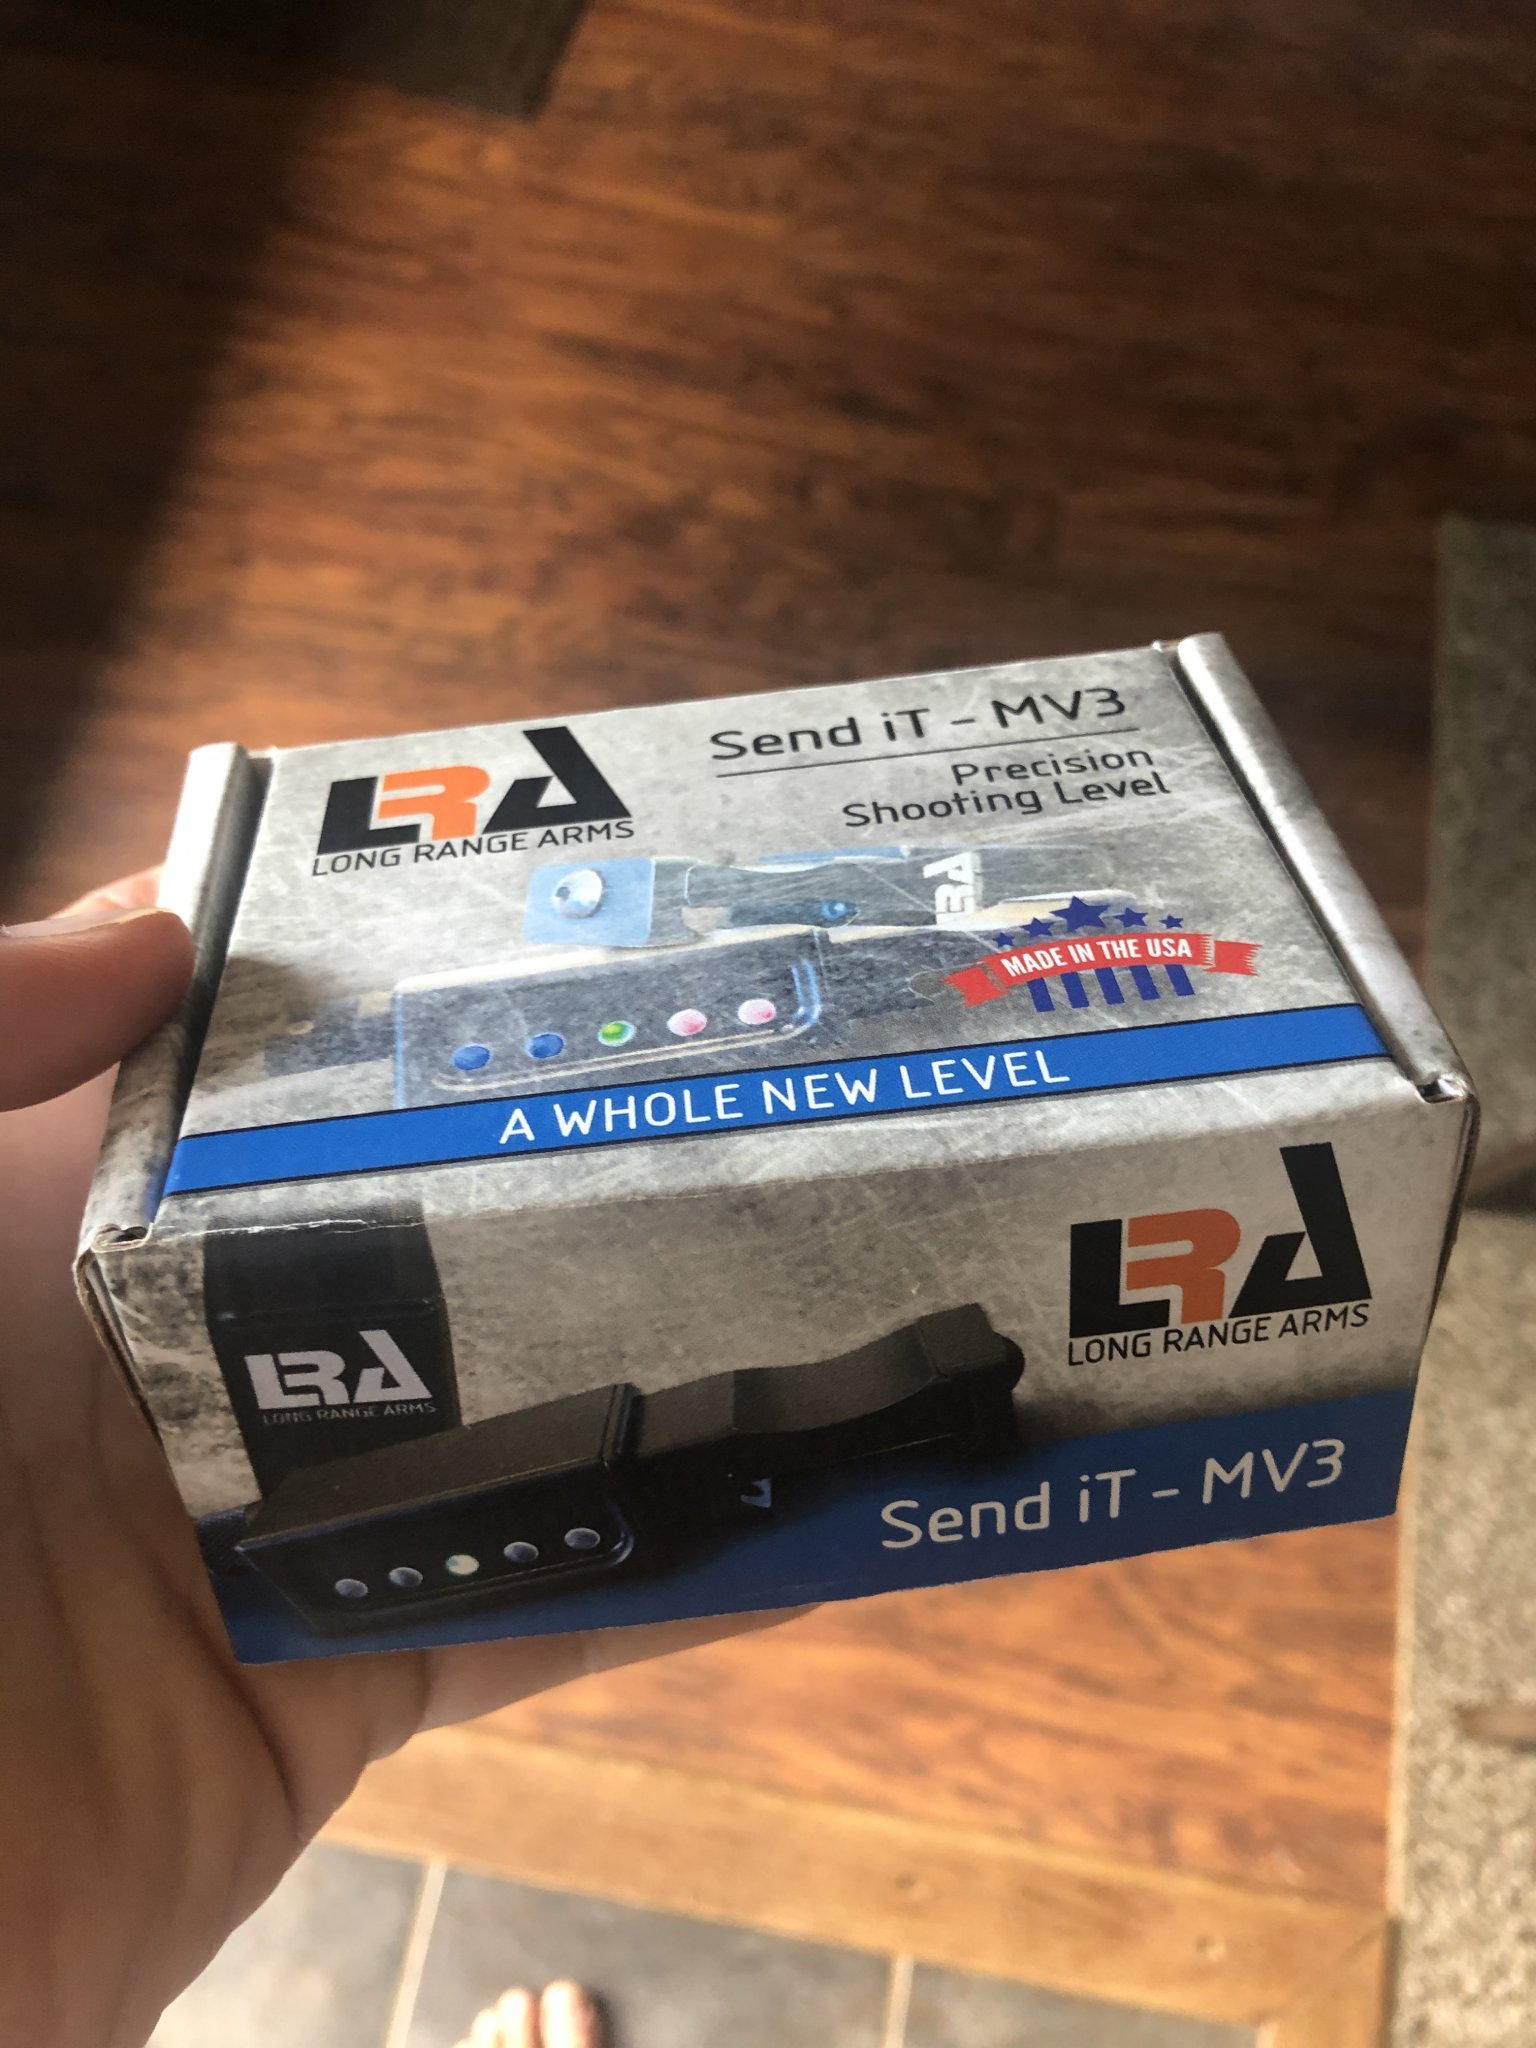 LRA
LONG RANGE ARMS
Send iT - MV3
Precision
Shooting Level
LRA
MADE IN THE USA
A WHOLE NEW LEVEL
LRA
LONG RANGE ARMS
LRA
LONG RANGE ARMS
Send iT - MV3